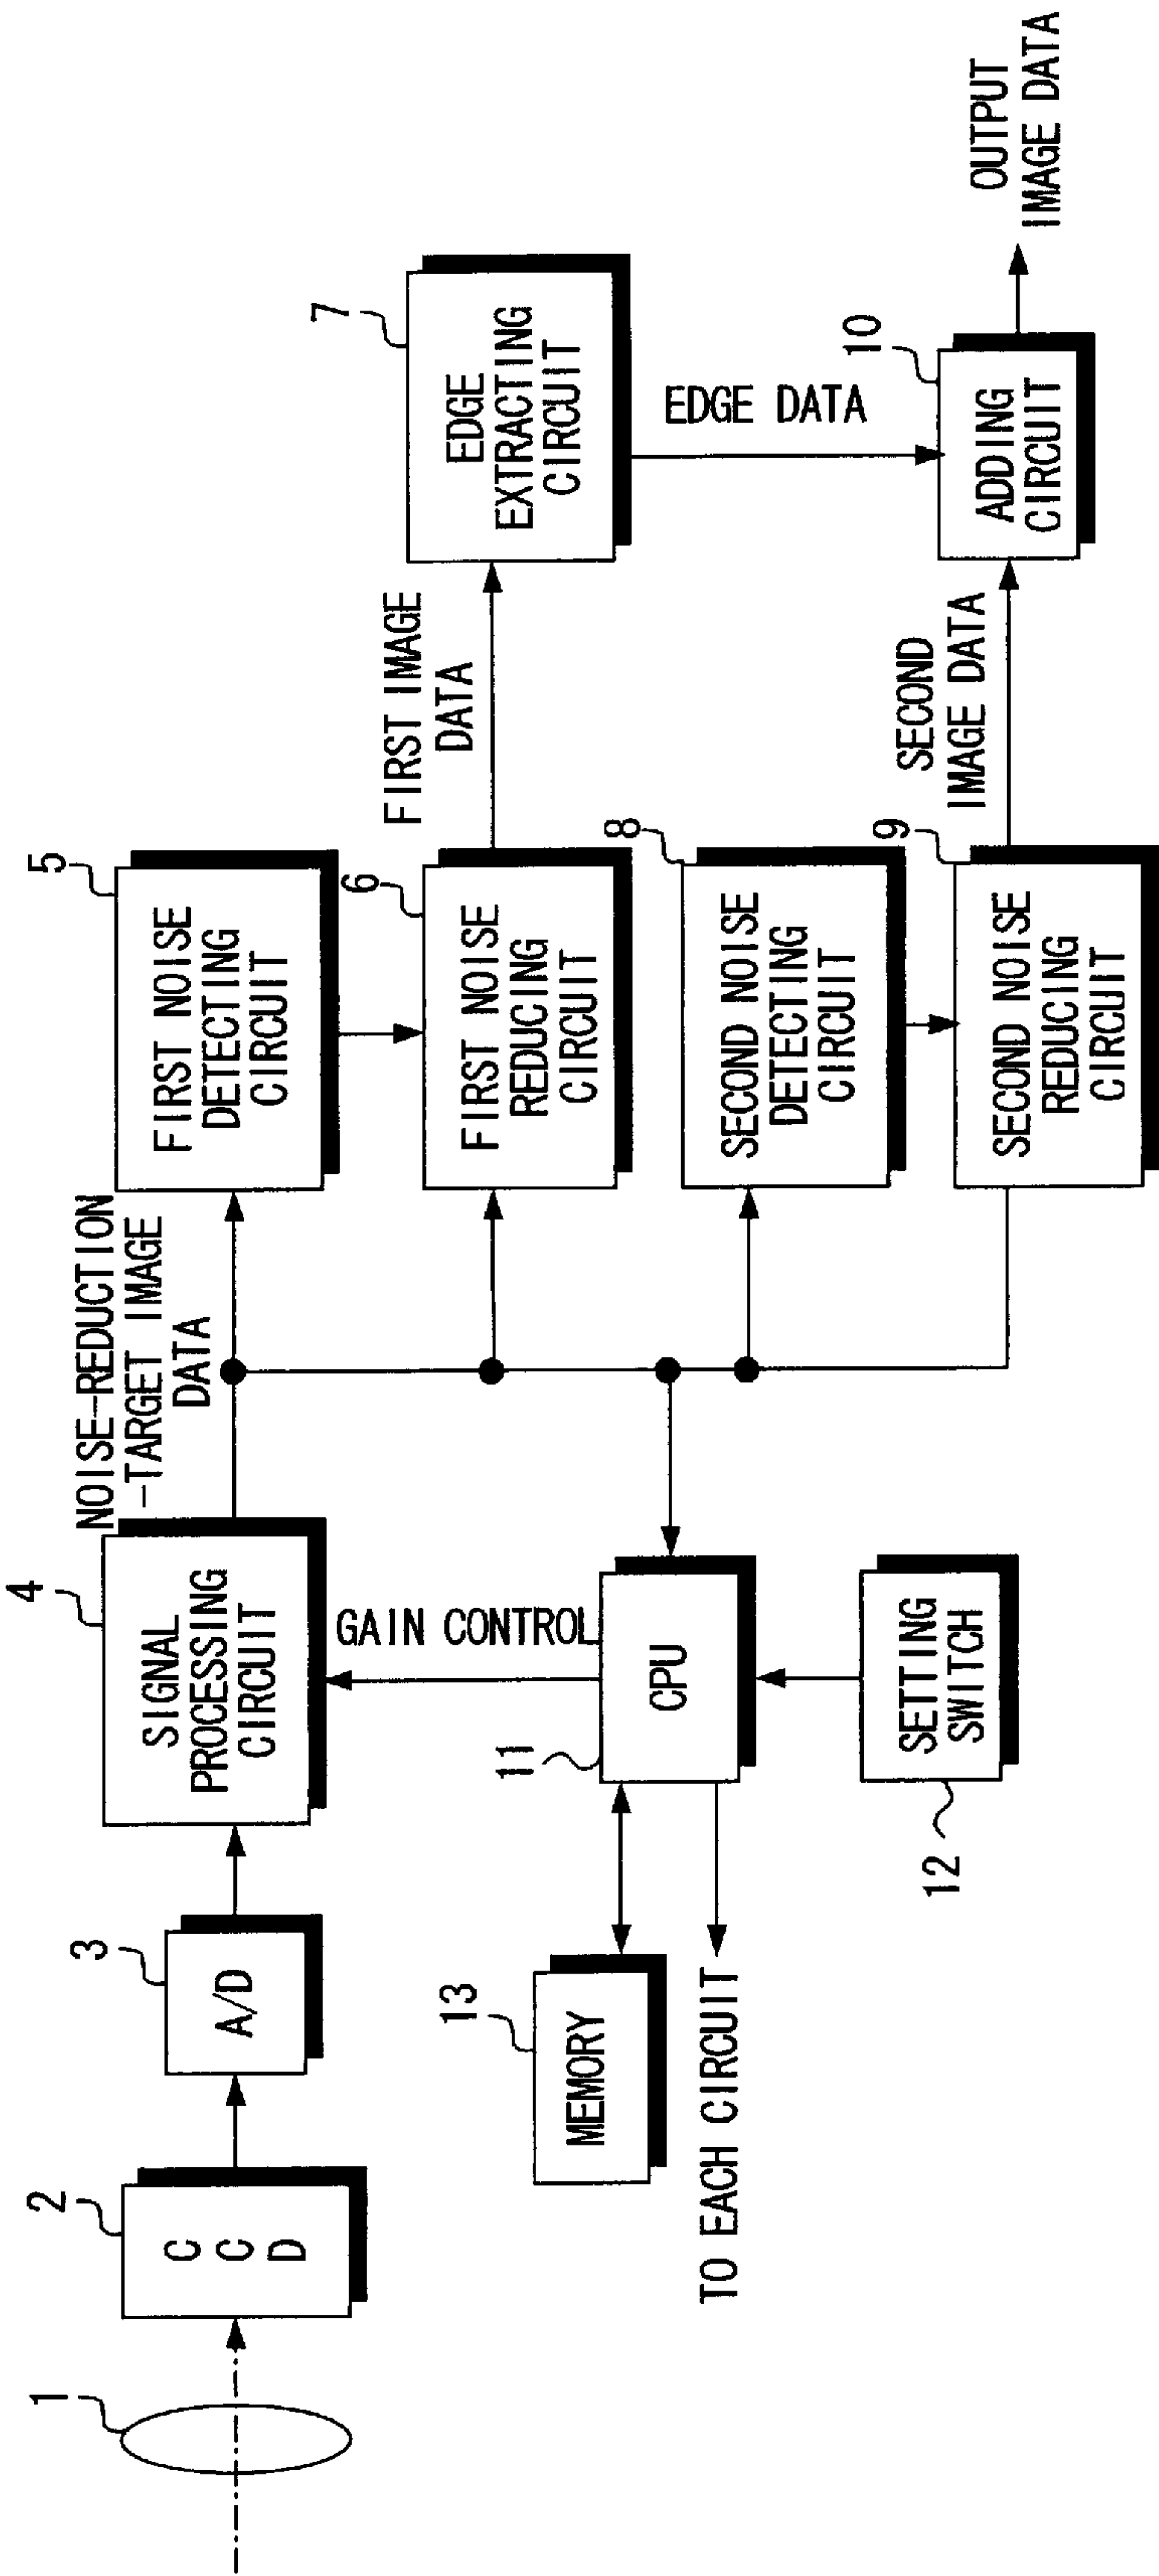 1
2
C
C
D
3
A/D
4
SIGNAL
PROCESSING
CIRCUIT
NOISE-REDUCTION
-TARGET IMAGE
DATA
5
FIRST NOISE
DETECTING
CIRCUIT
6
FIRST NOISE
REDUCING
CIRCUIT
FIRST IMAGE
DATA
7
EDGE
EXTRACTING
CIRCUIT
EDGE DATA
8
SECOND NOISE
DETECTING
CIRCUIT
9
SECOND NOISE
REDUCING
CIRCUIT
SECOND
IMAGE DATA
10
ADDING
CIRCUIT
OUTPUT
IMAGE DATA
GAIN CONTROL
11
CPU
13
MEMORY
TO EACH CIRCUIT
12
SETTING
SWITCH